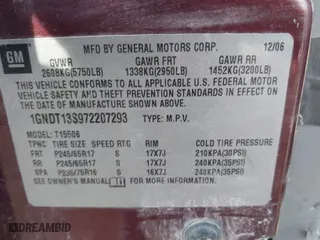 GM
MFD BY GENERAL MOTORS CORP. 12/06
GVWR GAWR FRT GAWR RR
2608KG(5750LB) 1338KG(2950LB) 1452KG(3200LB)
THIS VEHICLE CONFORMS TO ALL APPLICABLE U.S. FEDERAL MOTOR
VEHICLE SAFETY AND THEFT PREVENTION STANDARDS IN EFFECT ON
THE DATE OF MANUFACTURE SHOWN ABOVE.
1GNDT13S972207293 TYPE: M.P.V.
MODEL: T15506
TPNC TIRE SIZE SPEED RTG RIM COLD TIRE PRESSURE
FRT P245/65R17 S 17X7J 210KPA(30PSI)
RR P245/65R17 S 17X7J 240KPA(35PSI)
SPA P235/75R16 S 16X7J 240KPA(35PSI)
SEE OWNER'S MANUAL FOR ADDITIONAL INFORMATION.
DREAMBID